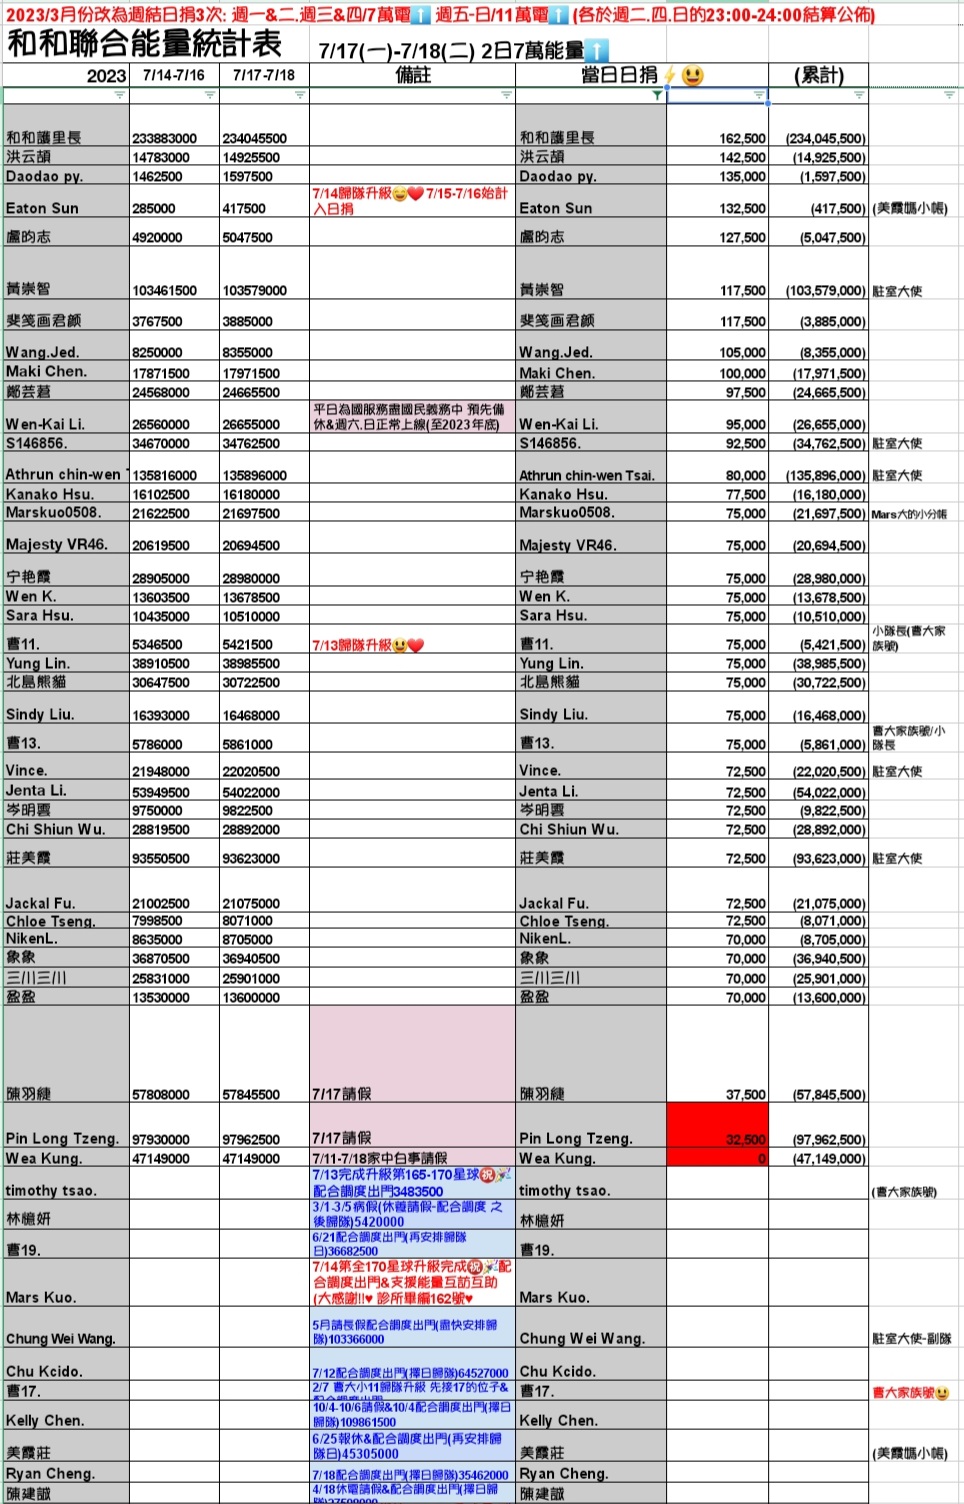 2023/3月份改為週結日捐3次: 週一&二.週三&四/7萬電⬆️ 週五-日/11萬電⬆️ (各於週二.四.日的23:00-24:00結算公佈)
和和聯合能量統計表 7/17(一)-7/18(二) 2日7萬能量⬆️
2023 7/14-7/16 7/17-7/18 備註 當日日捐⚡😃 (累計)
和和護里長 233883000 234045500 和和護里長 162,500 (234,045,500)
洪云頡 14783000 14925500 洪云頡 142,500 (14,925,500)
Daodao py. 1462500 1597500 Daodao py. 135,000 (1,597,500)
7/14歸隊升級😄❤️ 7/15-7/16始計
入日捐
Eaton Sun 285000 417500 Eaton Sun 132,500 (417,500) (美霞媽小帳)
盧昀志 4920000 5047500 盧昀志 127,500 (5,047,500)
黃崇智 103461500 103579000 黃崇智 117,500 (103,579,000) 駐室大使
斐笺画君颜 3767500 3885000 斐笺画君颜 117,500 (3,885,000)
Wang.Jed. 8250000 8355000 Wang.Jed. 105,000 (8,355,000)
Maki Chen. 17871500 17971500 Maki Chen. 100,000 (17,971,500)
鄭芸菪 24568000 24665500 鄭芸菪 97,500 (24,665,500)
平日為國服務盡國民義務中 預先備
休&週六.日正常上線(至2023年底)
Wen-Kai Li. 26560000 26655000 Wen-Kai Li. 95,000 (26,655,000)
S146856. 34670000 34762500 S146856. 92,500 (34,762,500) 駐室大使
Athrun chin-wen 135816000 135896000 Athrun chin-wen Tsai. 80,000 (135,896,000) 駐室大使
Kanako Hsu. 16102500 16180000 Kanako Hsu. 77,500 (16,180,000)
Marskuo0508. 21622500 21697500 Marskuo0508. 75,000 (21,697,500) Mars大的小分帳
Majesty VR46. 20619500 20694500 Majesty VR46. 75,000 (20,694,500)
宁艳霞 28905000 28980000 宁艳霞 75,000 (28,980,000)
Wen K. 13603500 13678500 Wen K. 75,000 (13,678,500)
Sara Hsu. 10435000 10510000 Sara Hsu. 75,000 (10,510,000)
小隊長(曹大家
族號)
曹11. 5346500 5421500 7/13歸隊升級😃❤️ 曹11. 75,000 (5,421,500)
Yung Lin. 38910500 38985500 Yung Lin. 75,000 (38,985,500)
北島熊貓 30647500 30722500 北島熊貓 75,000 (30,722,500)
Sindy Liu. 16393000 16468000 Sindy Liu. 75,000 (16,468,000)
曹大家族號/小
隊長
曹13. 5786000 5861000 曹13. 75,000 (5,861,000)
Vince. 21948000 22020500 Vince. 72,500 (22,020,500) 駐室大使
Jenta Li. 53949500 54022000 Jenta Li. 72,500 (54,022,000)
岑明雲 9750000 9822500 岑明雲 72,500 (9,822,500)
Chi Shiun Wu. 28819500 28892000 Chi Shiun Wu. 72,500 (28,892,000)
莊美霞 93550500 93623000 莊美霞 72,500 (93,623,000) 駐室大使
Jackal Fu. 21002500 21075000 Jackal Fu. 72,500 (21,075,000)
Chloe Tseng. 7998500 8071000 Chloe Tseng. 72,500 (8,071,000)
NikenL. 8635000 8705000 NikenL. 70,000 (8,705,000)
象象 36870500 36940500 象象 70,000 (36,940,500)
三川三川 25831000 25901000 三川三川 70,000 (25,901,000)
盈盈 13530000 13600000 盈盈 70,000 (13,600,000)
陳羽緁 57808000 57845500 7/17請假 陳羽緁 37,500 (57,845,500)
Pin Long Tzeng. 97930000 97962500 7/17請假 Pin Long Tzeng. 32,500 (97,962,500)
Wea Kung. 47149000 47149000 7/11-7/18家中白事請假 Wea Kung. 0 (47,149,000)
7/13完成升級第165-170星球㊗️🎉
配合調度出門3483500
timothy tsao. timothy tsao. (曹大家族號)
3/1-3/5病假(休養請假-配合調度 之
後歸隊)5420000
林憶妍 林憶妍
6/21配合調度出門(再安排歸隊
日)36682500
曹19. 曹19.
7/14第全170星球升級完成㊗️🎉配
合調度出門&支援能量互訪互助
(大感謝!!♥ 診所畢編162號♥
Mars Kuo. Mars Kuo.
5月請長假配合調度出門(盡快安排歸
隊)103366000
Chung Wei Wang. Chung Wei Wang. 駐室大使-副隊
Chu Kcido. 7/12配合調度出門(擇日歸隊)64527000 Chu Kcido.
2/7 曹大小11歸隊升級 先接17的位子&
配合調度出門
曹17. 曹17. 曹大家族號😃
10/4-10/6請假&10/4配合調度出門(擇日
歸隊)109861500
Kelly Chen. Kelly Chen.
6/25報休&配合調度出門(再安排歸
隊日)45305000
美霞莊 美霞莊 (美霞媽小帳)
Ryan Cheng. 7/18配合調度出門(擇日歸隊)35462000 Ryan Cheng.
4/18休電請假&配合調度出門(擇日歸
陳建誠 陳建誠